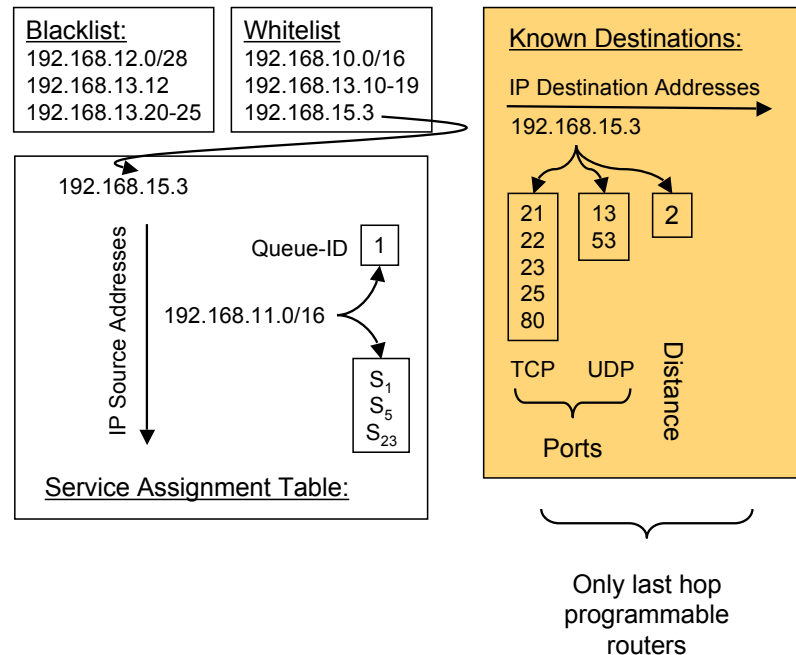 Blacklist:
192.168.12.0/28
192.168.13.12
192.168.13.20-25
Whitelist
192.168.10.0/16
192.168.13.10-19
192.168.15.3
192.168.15.3
IP Source Addresses
Queue-ID
1
192.168.11.0/16
S1
S5
S23
Service Assignment Table:
Known Destinations:
IP Destination Addresses
192.168.15.3
21
22
23
25
80
13
53
2
TCP
UDP
Distance
Ports
Only last hop
programmable
routers